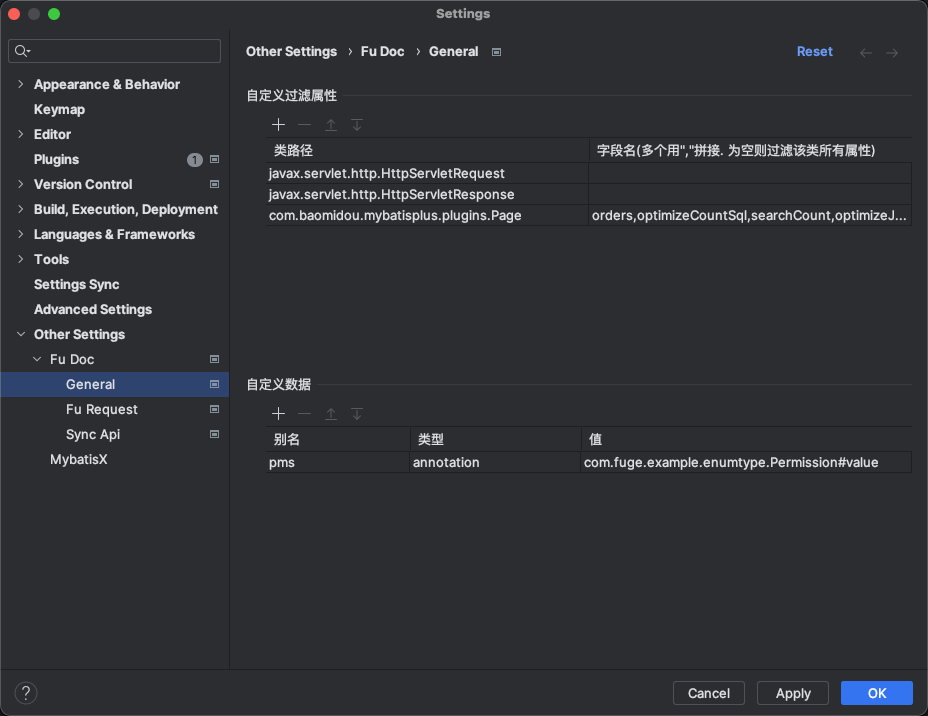 Settings
Other Settings › Fu Doc › General
Reset
Appearance & Behavior
Keymap
Editor
Plugins 1
Version Control
Build, Execution, Deployment
Languages & Frameworks
Tools
Settings Sync
Advanced Settings
Other Settings
Fu Doc
General
Fu Request
Sync Api
MybatisX
自定义过滤属性
类路径 字段名(多个用","拼接. 为空则过滤该类所有属性)
javax.servlet.http.HttpServletRequest
javax.servlet.http.HttpServletResponse
com.baomidou.mybatisplus.plugins.Page orders,optimizeCountSql,searchCount,optimizeJ...
自定义数据
别名 类型 值
pms annotation com.fuge.example.enumtype.Permission#value
?
Cancel Apply OK